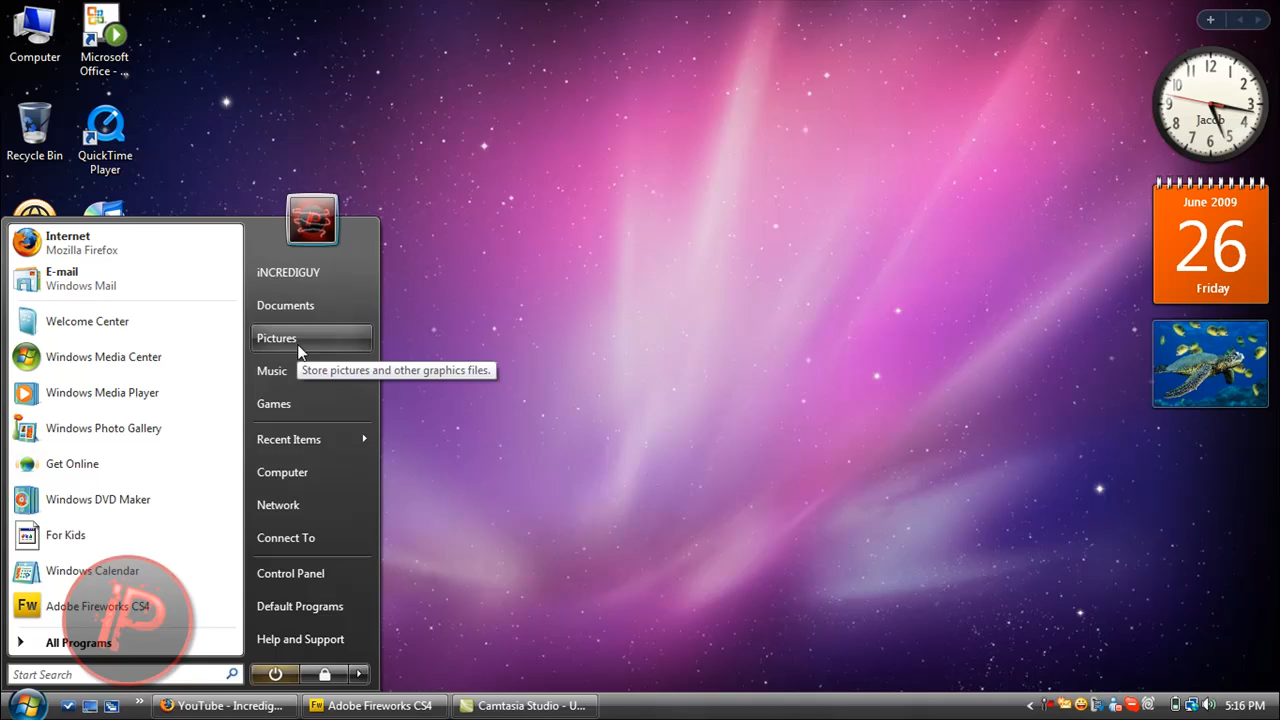 Computer
Microsoft
Office - ...
Recycle Bin
QuickTime
Player
Internet
Mozilla Firefox
E-mail
Windows Mail
Welcome Center
Windows Media Center
Windows Media Player
Windows Photo Gallery
Get Online
Windows DVD Maker
For Kids
Windows Calendar
Fw
Adobe Fireworks CS4
All Programs
Start Search
iNCREDIGUY
Documents
Pictures
Store pictures and other graphics files.
Music
Games
Recent Items
Computer
Network
Connect To
Control Panel
Default Programs
Help and Support
iP
12
1
2
3
4
5
6
7
8
9
10
11
Jacob
June 2009
26
Friday
YouTube - Incredig...
Fw
Adobe Fireworks CS4
Camtasia Studio - U...
5:16 PM